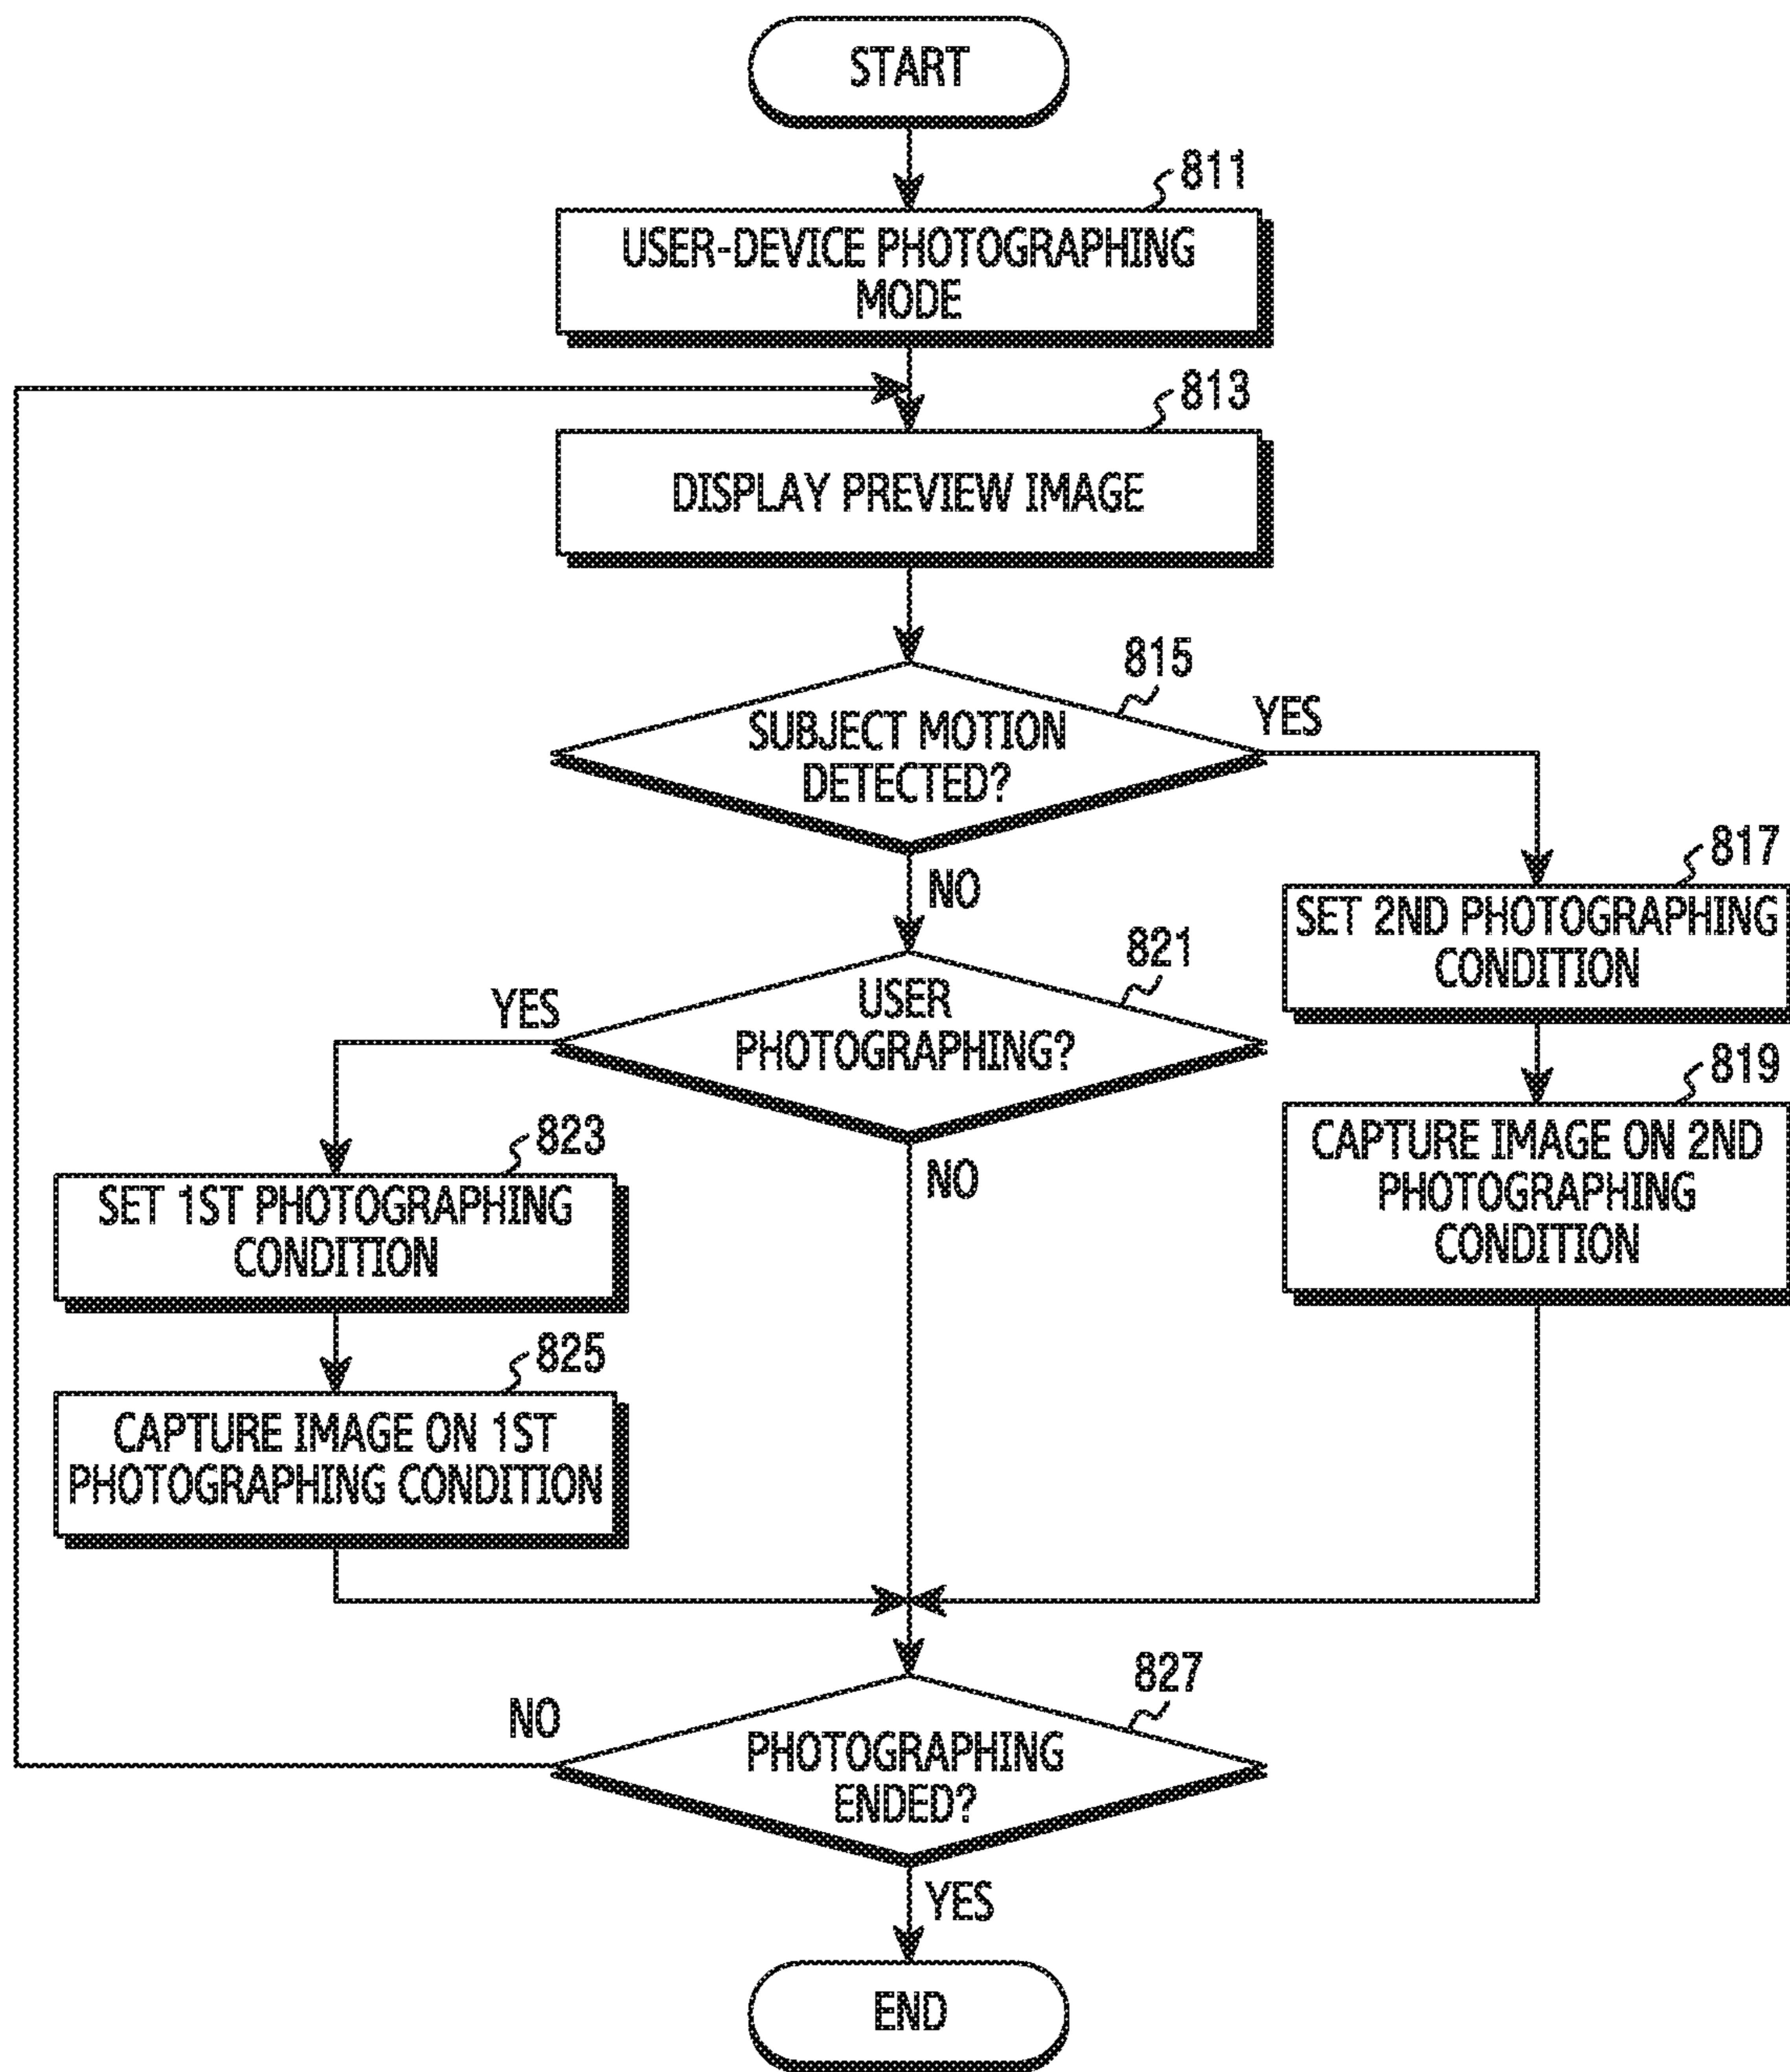 START
811
USER-DEVICE PHOTOGRAPHING
MODE
813
DISPLAY PREVIEW IMAGE
815
SUBJECT MOTION
DETECTED?
YES
NO
817
SET 2ND PHOTOGRAPHING
CONDITION
819
CAPTURE IMAGE ON 2ND
PHOTOGRAPHING
CONDITION
821
USER
PHOTOGRAPHING?
YES
NO
823
SET 1ST PHOTOGRAPHING
CONDITION
825
CAPTURE IMAGE ON 1ST
PHOTOGRAPHING CONDITION
827
PHOTOGRAPHING
ENDED?
NO
YES
END